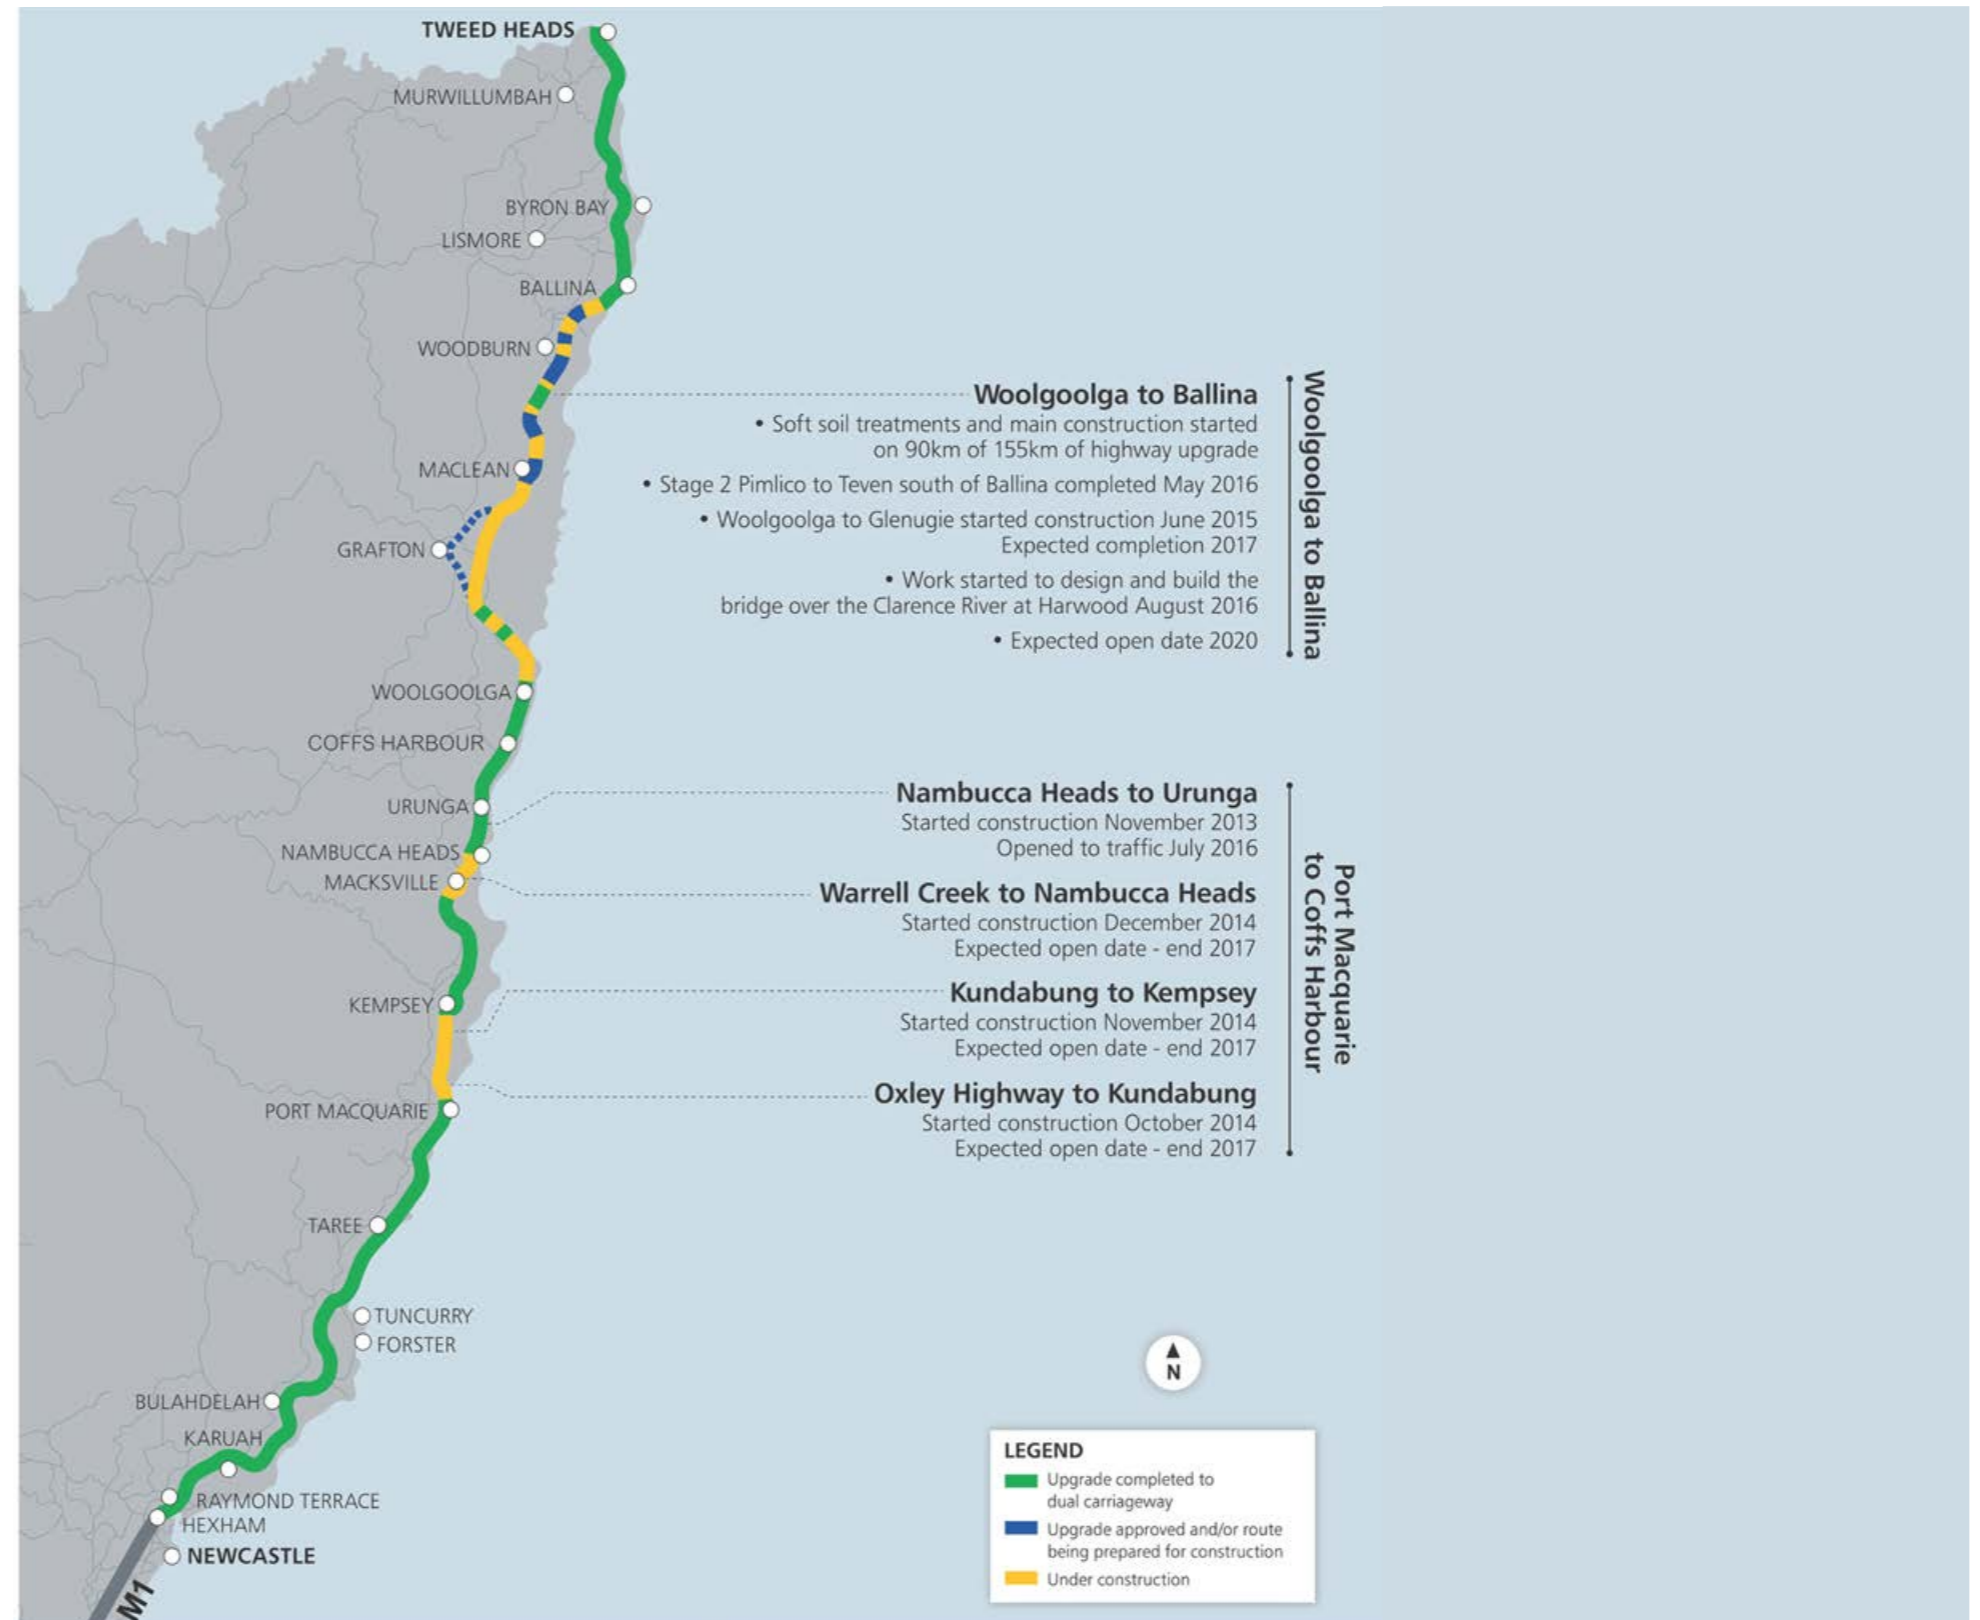 TWEED HEADS
MURWILLUMBAH
BYRON BAY
LISMORE
BALLINA
WOODBURN
MACLEAN
GRAFTON
WOOLGOOLGA
COFFS HARBOUR
URUNGA
NAMBUCCA HEADS
MACKSVILLE
KEMPSEY
PORT MACQUARIE
TAREE
TUNCURRY
FORSTER
BULAHDELAH
KARUAH
RAYMOND TERRACE
HEXHAM
NEWCASTLE
M1
Woolgoolga to Ballina
• Soft soil treatments and main construction started
on 90km of 155km of highway upgrade
• Stage 2 Pimlico to Teven south of Ballina completed May 2016
• Woolgoolga to Glenugie started construction June 2015
Expected completion 2017
• Work started to design and build the
bridge over the Clarence River at Harwood August 2016
• Expected open date 2020
Woolgoolga to Ballina
Nambucca Heads to Urunga
Started construction November 2013
Opened to traffic July 2016
Warrell Creek to Nambucca Heads
Started construction December 2014
Expected open date - end 2017
Kundabung to Kempsey
Started construction November 2014
Expected open date - end 2017
Oxley Highway to Kundabung
Started construction October 2014
Expected open date - end 2017
Port Macquarie
to Coffs Harbour
N
LEGEND
Upgrade completed to
dual carriageway
Upgrade approved and/or route
being prepared for construction
Under construction